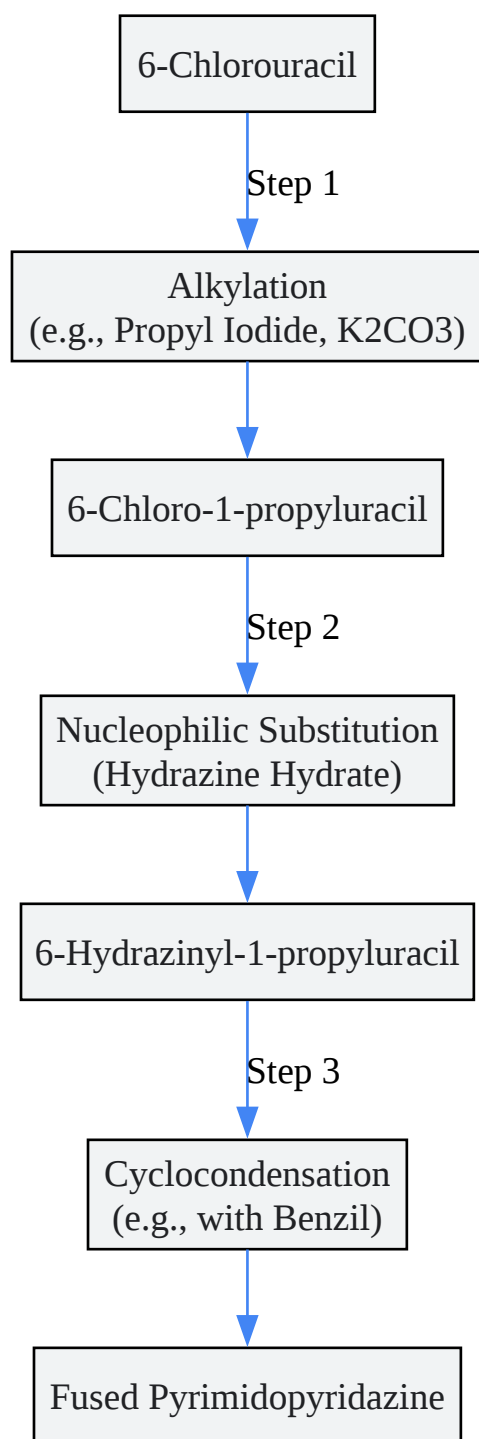 6-Chlorouracil
Step 1
Alkylation
(e.g., Propyl Iodide, K2CO3)
6-Chloro-1-propyluracil
Step 2
Nucleophilic Substitution
(Hydrazine Hydrate)
6-Hydrazinyl-1-propyluracil
Step 3
Cyclocondensation
(e.g., with Benzil)
Fused Pyrimidopyridazine